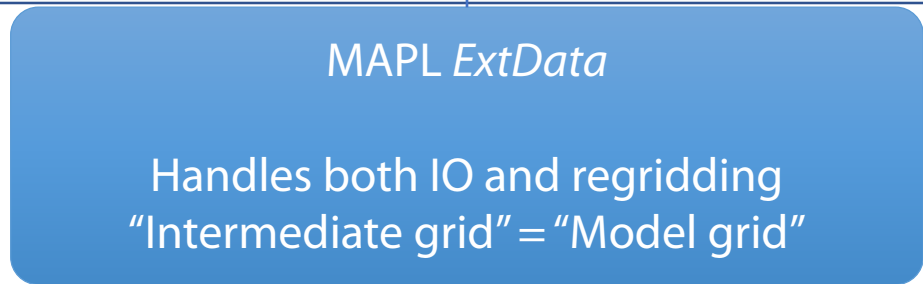 MAPL ExtData
Handles both IO and regridding
“Intermediate grid” = “Model grid”